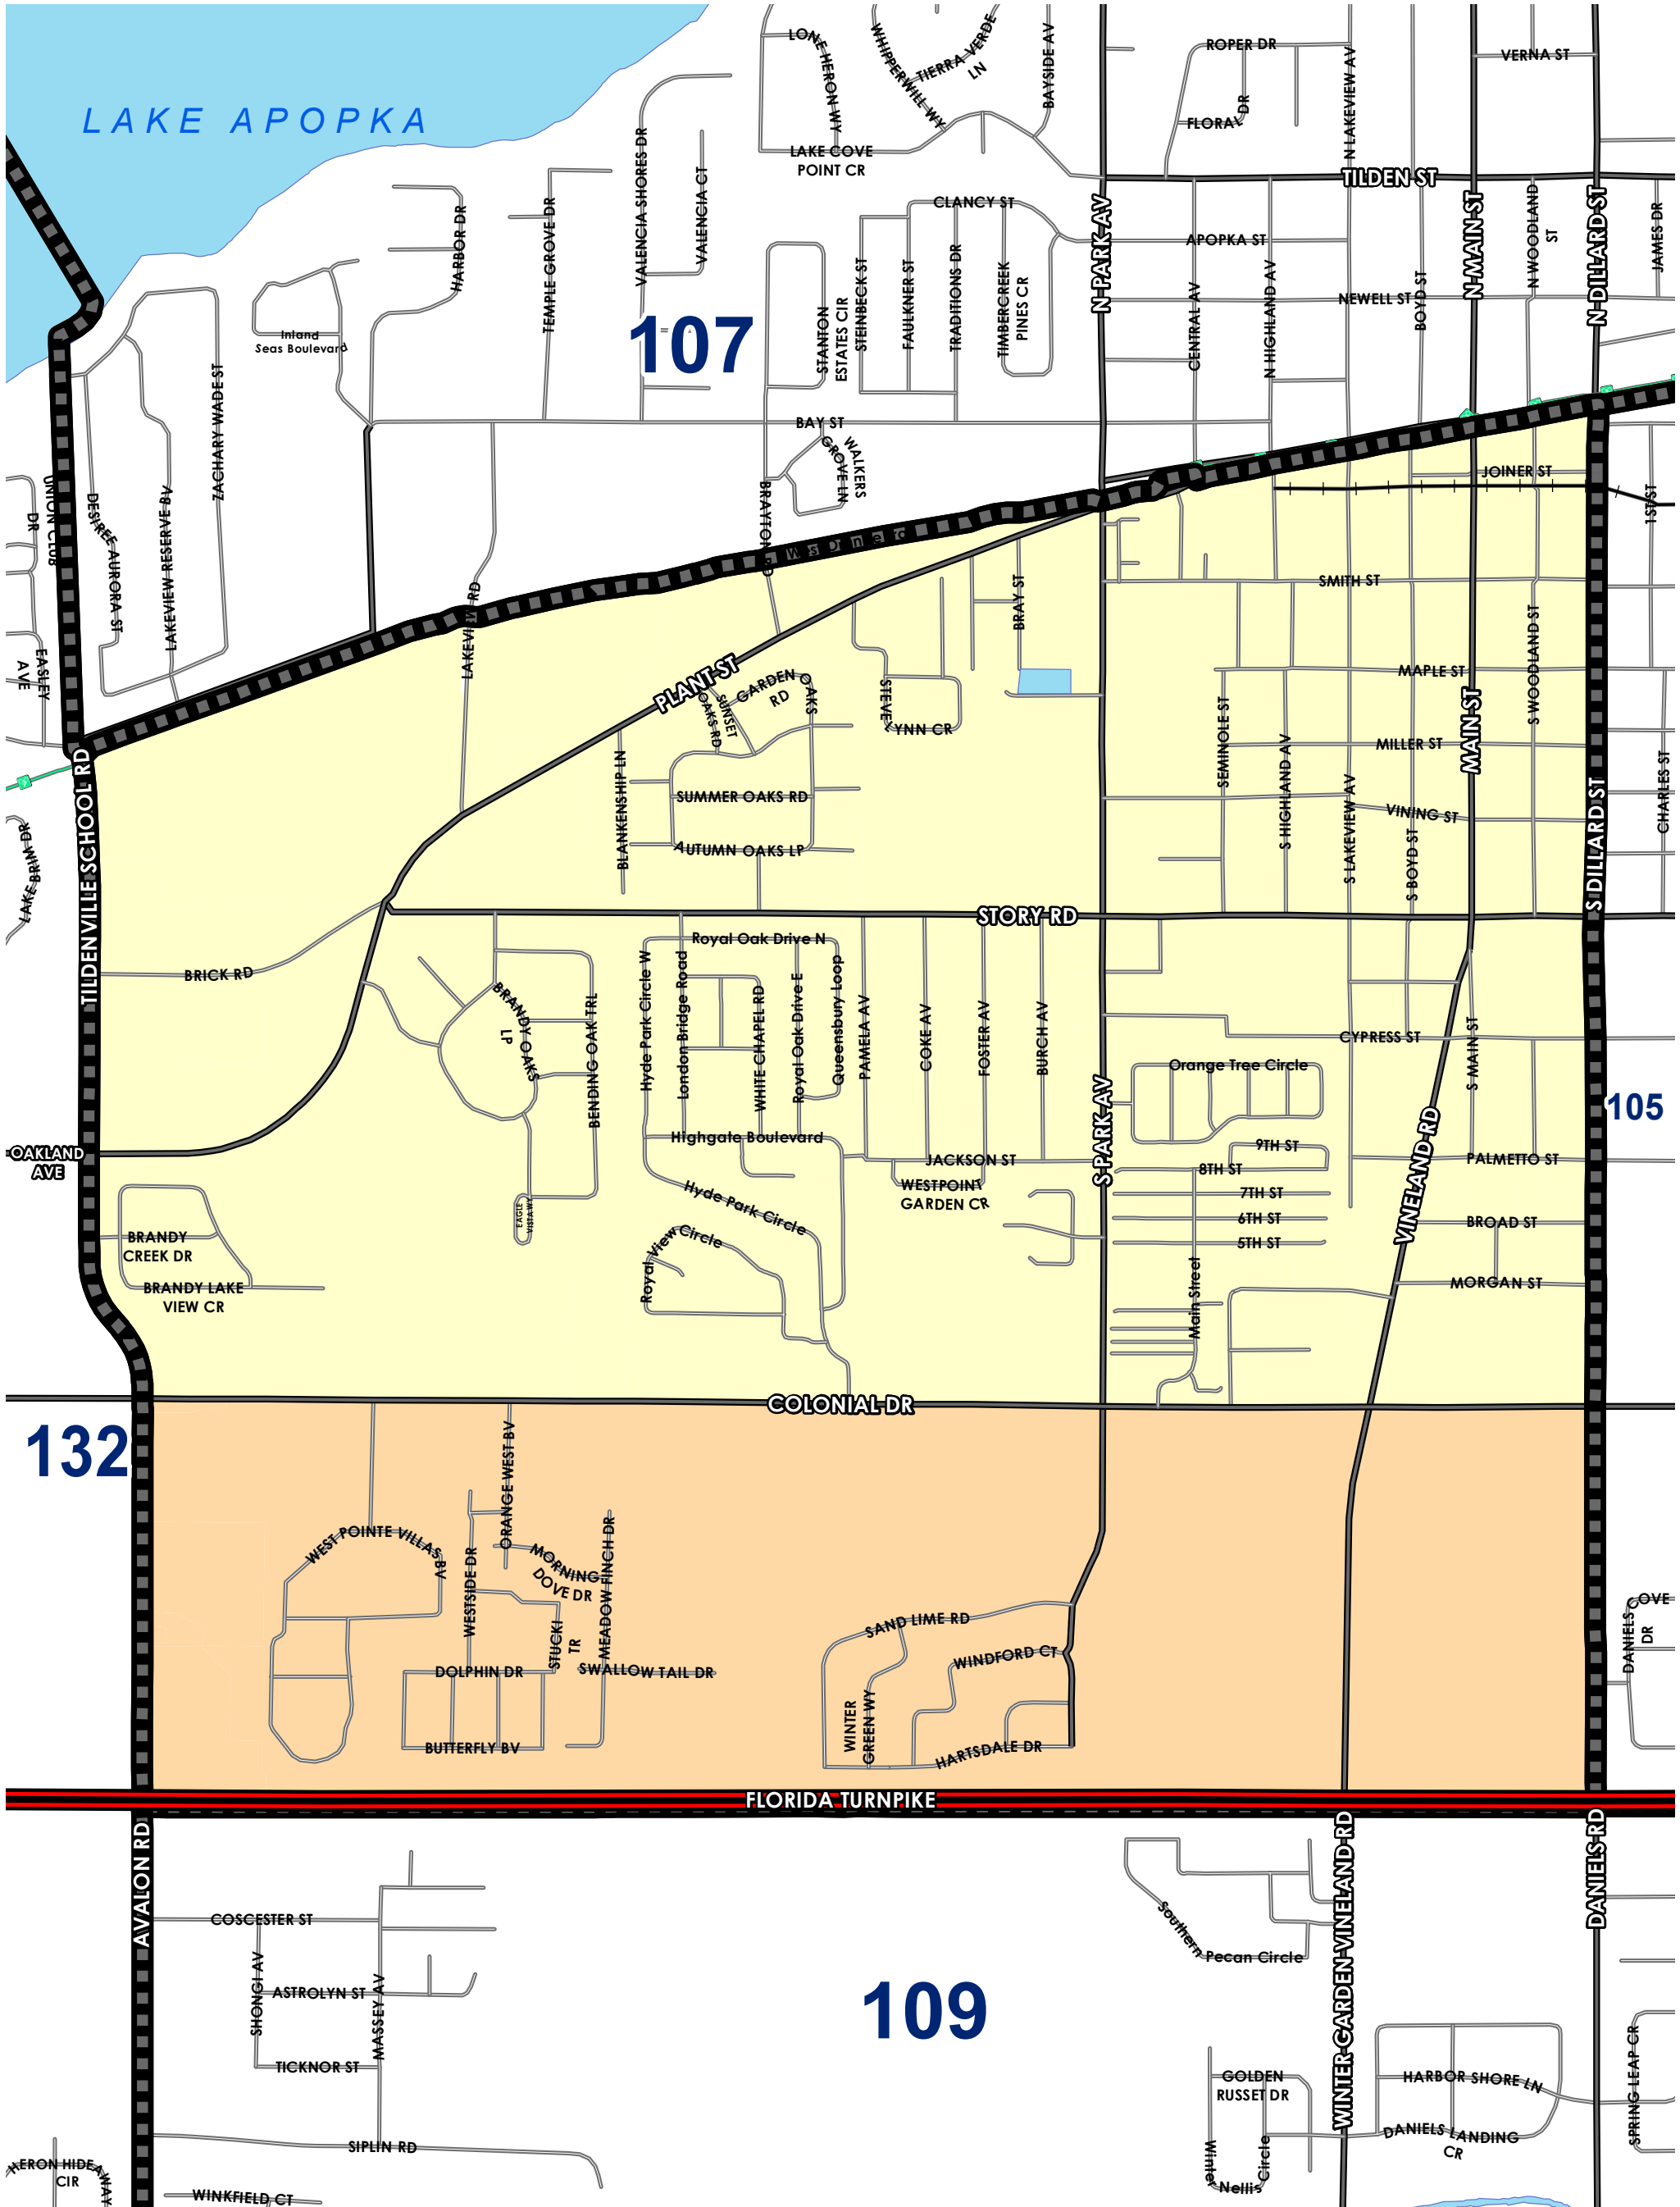 LONE HERON WY
WHIPPERWILL WY
TIERRA VERDE
LN
BAYSIDE AV
ROPER DR
N LAKEVIEW AV
VERNA ST
LAKE APOPKA
FLORAL DR
VALENCIA SHORES DR
VALENCIA CT
LAKE COVE
POINT CR
TILDEN ST
CLANCY ST
N PARK AV
APOPKA ST
N MAIN ST
N WOODLAND
ST
N DILLARD ST
JAMES DR
HARBOR DR
TEMPLE GROVE DR
STEINBECK ST
FAULKNER ST
TRADITIONS DR
TIMBERCREEK
PINES CR
CENTRAL AV
N HIGHLAND AV
NEWELL ST
BOYD ST
Inland
Seas Boulevard
107
STANTON
ESTATES CIR
ZACHARY WADE ST
BAY ST
WALKERS
GROVE LN
JOINER ST
1ST ST
UNION CLUB
DR
DESIREE AURORA ST
LAKEVIEW RESERVE BV
BRAYTON RD
SMITH ST
LAKEVIEW RD
BRAY ST
EASLEY
AVE
PLANT ST
GARDEN OAKS
RD
SUNSET
OAKS RD
STEVE LYNN CR
MAPLE ST
MAIN ST
S WOODLAND ST
SEMINOLE ST
S HIGHLAND AV
MILLER ST
TILDENVILLE SCHOOL RD
BLANKENSHIP LN
SUMMER OAKS RD
AUTUMN OAKS LP
S LAKEVIEW AV
VINING ST
S BOYD ST
S DILLARD ST
CHARLES ST
LAKE BRIM DR
STORY RD
BRICK RD
BRANDY OAKS
LP
BENDING OAK TRL
Royal Oak Drive N
Hyde Park Circle W
London Bridge Road
WHITE CHAPEL RD
Royal Oak Drive E
Queensbury Loop
PAMELA AV
COKE AV
FOSTER AV
BURCH AV
CYPRESS ST
S MAIN ST
Orange Tree Circle
105
S PARK AV
VINELAND RD
Highgate Boulevard
9TH ST
OAKLAND
AVE
JACKSON ST
8TH ST
PALMETTO ST
WESTPOINT
GARDEN CR
7TH ST
Hyde Park Circle
EAGLE
VISTA WY
6TH ST
BROAD ST
BRANDY
CREEK DR
Royal View Circle
5TH ST
BRANDY LAKE
VIEW CR
Main Street
MORGAN ST
COLONIAL DR
132
ORANGE WEST BV
WEST POINTE VILLAS BV
WESTSIDE DR
MORNING
DOVE DR
MEADOW FINCH DR
STUCKI
TR
SAND LIME RD
DANIELS COVE
DR
WINDFORD CT
DOLPHIN DR
SWALLOW TAIL DR
WINTER
GREEN WY
BUTTERFLY BV
HARTSDALE DR
FLORIDA TURNPIKE
AVALON RD
WINTER GARDEN-VINELAND RD
DANIELS RD
COSCESTER ST
Southern
Pecan Circle
SHONGI AV
ASTROLYN ST
MASSEY AV
109
TICKNOR ST
GOLDEN
RUSSET DR
HARBOR SHORE LN
SPRING LEAP CR
DANIELS LANDING
CR
SIPLIN RD
HERON HIDEAWAY
CIR
Winter
Nellis
Circle
WINKFIELD CT